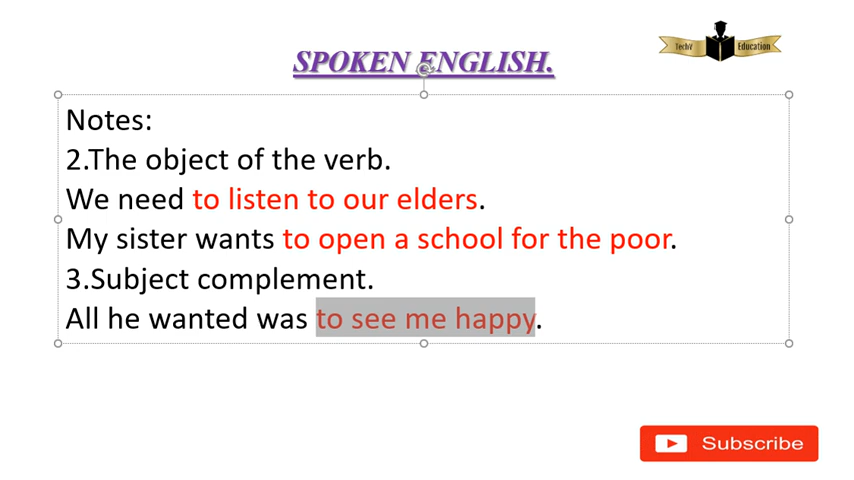 SPOKEN ENGLISH.
TechY Education
Notes:
2.The object of the verb.
We need to listen to our elders.
My sister wants to open a school for the poor.
3.Subject complement.
All he wanted was to see me happy.
Subscribe